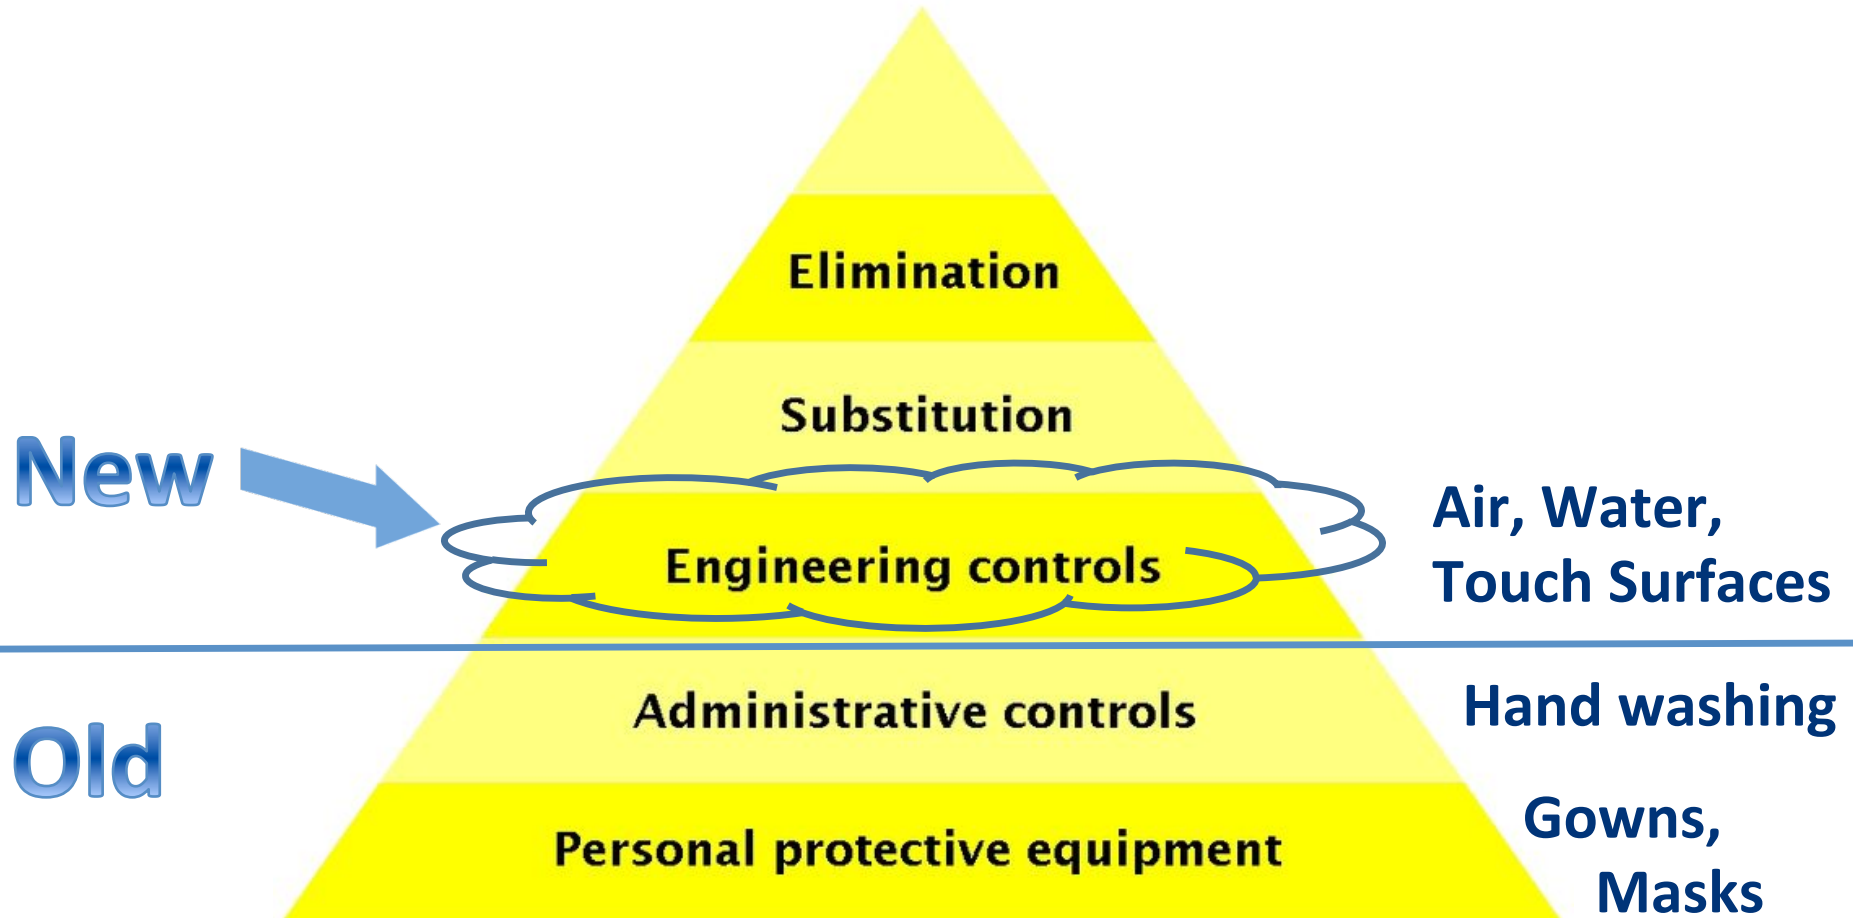 Elimination
Substitution
New
Engineering controls
Air, Water,
Touch Surfaces
Administrative controls
Hand washing
Old
Personal protective equipment
Gowns,
Masks